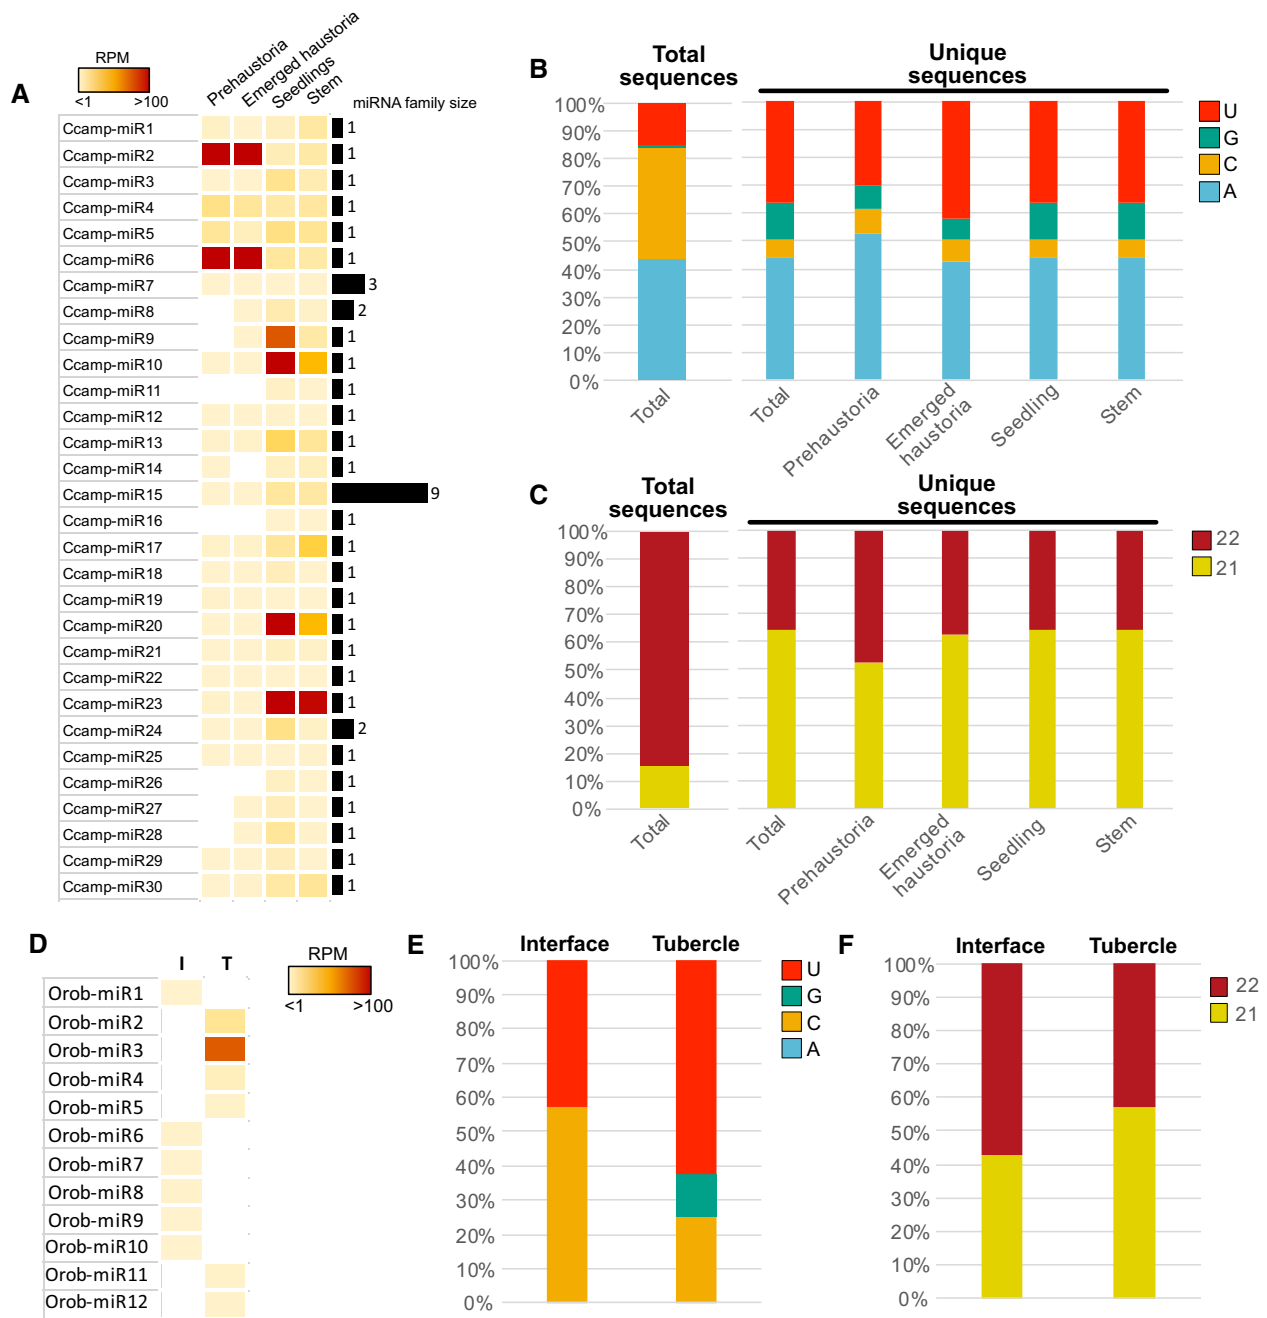 A
RPM
<1 >100
Prehaustoria
Emerged haustoria
Seedlings
Stem
miRNA family size
Ccamp-miR1 1
Ccamp-miR2 1
Ccamp-miR3 1
Ccamp-miR4 1
Ccamp-miR5 1
Ccamp-miR6 1
Ccamp-miR7 3
Ccamp-miR8 2
Ccamp-miR9 1
Ccamp-miR10 1
Ccamp-miR11 1
Ccamp-miR12 1
Ccamp-miR13 1
Ccamp-miR14 1
Ccamp-miR15 9
Ccamp-miR16 1
Ccamp-miR17 1
Ccamp-miR18 1
Ccamp-miR19 1
Ccamp-miR20 1
Ccamp-miR21 1
Ccamp-miR22 1
Ccamp-miR23 1
Ccamp-miR24 2
Ccamp-miR25 1
Ccamp-miR26 1
Ccamp-miR27 1
Ccamp-miR28 1
Ccamp-miR29 1
Ccamp-miR30 1
B
Total
sequences
Unique
sequences
100%
90%
80%
70%
60%
50%
40%
30%
20%
10%
0%
Total
Total
Prehaustoria
Emerged
haustoria
Seedling
Stem
U
G
C
A
C
Total
sequences
Unique
sequences
100%
90%
80%
70%
60%
50%
40%
30%
20%
10%
0%
Total
Total
Prehaustoria
Emerged
haustoria
Seedling
Stem
22
21
D
I T
RPM
<1 >100
Orob-miR1
Orob-miR2
Orob-miR3
Orob-miR4
Orob-miR5
Orob-miR6
Orob-miR7
Orob-miR8
Orob-miR9
Orob-miR10
Orob-miR11
Orob-miR12
E
Interface Tubercle
100%
90%
80%
70%
60%
50%
40%
30%
20%
10%
0%
U
G
C
A
F
Interface Tubercle
100%
90%
80%
70%
60%
50%
40%
30%
20%
10%
0%
22
21